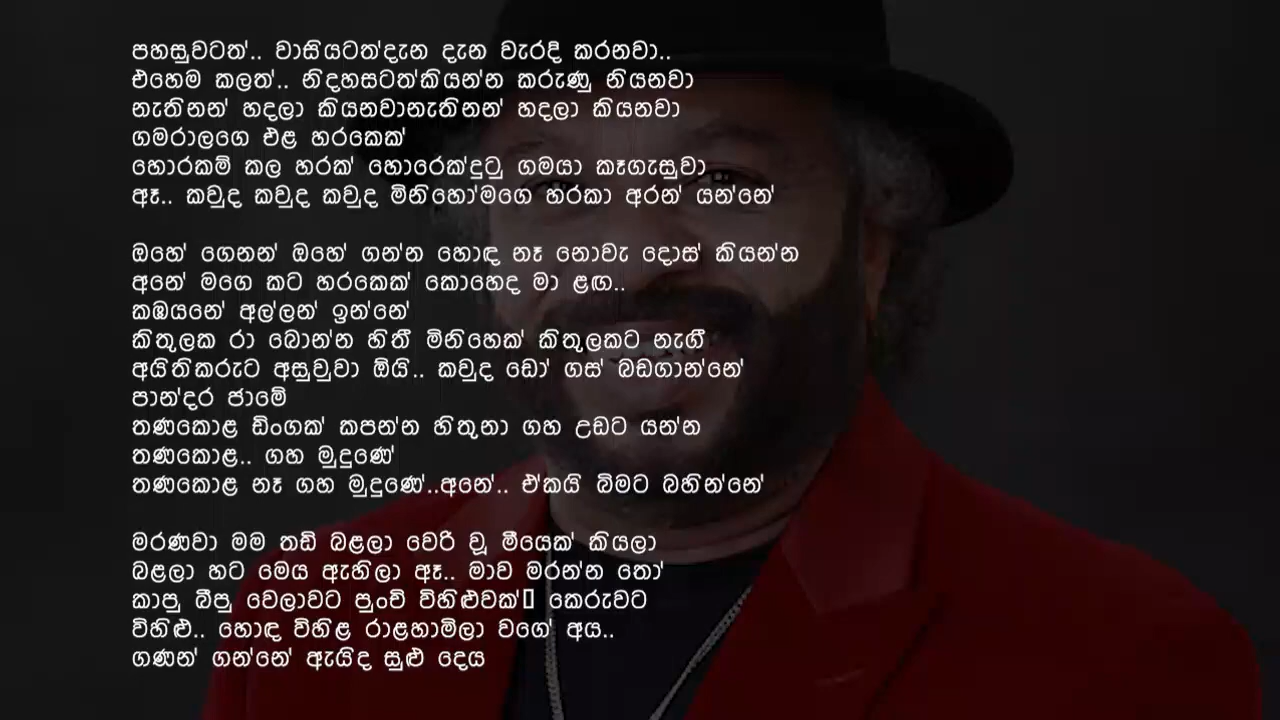 පහසුවටත්.. වාසියටත්දැන දැන වැරදි කරනවා..
එහෙම කලත්.. නිදහසටත්කියන්න කරුණු තියනවා
නැතිනන් හදලා කියනවානැතිනන් හදලා කියනවා
ගමරාලගෙ එළ හරකෙක්
හොරකම් කල හරක් හොරෙක්දුටු ගමයා කෑගැසුවා
ඈ.. කවුද කවුද කවුද මිනිහෝමගෙ හරකා අරන් යන්නේ

ඔහේ ගෙනන් ඔහේ ගන්න හොඳ නෑ නොවැ දොස් කියන්න
අනේ මගෙ කට හරකෙක් කොහෙද මා ළඟ..
කඹයනේ අල්ලන් ඉන්නේ
කිතුලක රා බොන්න හිතී මිනිහෙක් කිතුලකට නැගී
අයිතිකරුට අසුවුවා ඕයි.. කවුද ඩෝ ගස් බඩගාන්නේ
පාන්දර ජාමේ
තණකොළ ඩිංගක් කපන්න හිතුනා ගහ උඩට යන්න
තණකොළ.. ගහ මුදුණේ
තණකොළ නෑ ගහ මුදුණේ..අනේ.. ඒකයි බිමට බහින්නේ

මරණවා මම තඩි බළලා වෙරි වූ මීයෙක් කියලා
බළලා හට මෙය ඇහිලා ඈ.. මාව මරන්න තෝ
කාපු බීපු වෙලාවට පුංචි විහිළුවක් කෙරුවට
විහිළු.. හොඳ විහිළ රාළහාමිලා වගේ අය..
ගණන් ගන්නේ ඇයිද සුළු දෙය